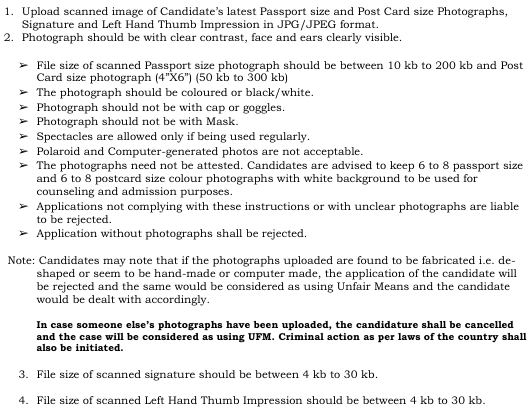 1. Upload scanned image of Candidate's latest Passport size and Post Card size Photographs,
Signature and Left Hand Thumb Impression in JPG/JPEG format.
2. Photograph should be with clear contrast, face and ears clearly visible.
➢ File size of scanned Passport size photograph should be between 10 kb to 200 kb and Post
Card size photograph (4"X6") (50 kb to 300 kb)
➢ The photograph should be coloured or black/white.
➢ Photograph should not be with cap or goggles.
➢ Photograph should not be with Mask.
➢ Spectacles are allowed only if being used regularly.
➢ Polaroid and Computer-generated photos are not acceptable.
➢ The photographs need not be attested. Candidates are advised to keep 6 to 8 passport size
and 6 to 8 postcard size colour photographs with white background to be used for
counseling and admission purposes.
➢ Applications not complying with these instructions or with unclear photographs are liable
to be rejected.
➢ Application without photographs shall be rejected.
Note: Candidates may note that if the photographs uploaded are found to be fabricated i.e. de-
shaped or seem to be hand-made or computer made, the application of the candidate will
be rejected and the same would be considered as using Unfair Means and the candidate
would be dealt with accordingly.
In case someone else's photographs have been uploaded, the candidature shall be cancelled
and the case will be considered as using UFM. Criminal action as per laws of the country shall
also be initiated.
3. File size of scanned signature should be between 4 kb to 30 kb.
4. File size of scanned Left Hand Thumb Impression should be between 4 kb to 30 kb.